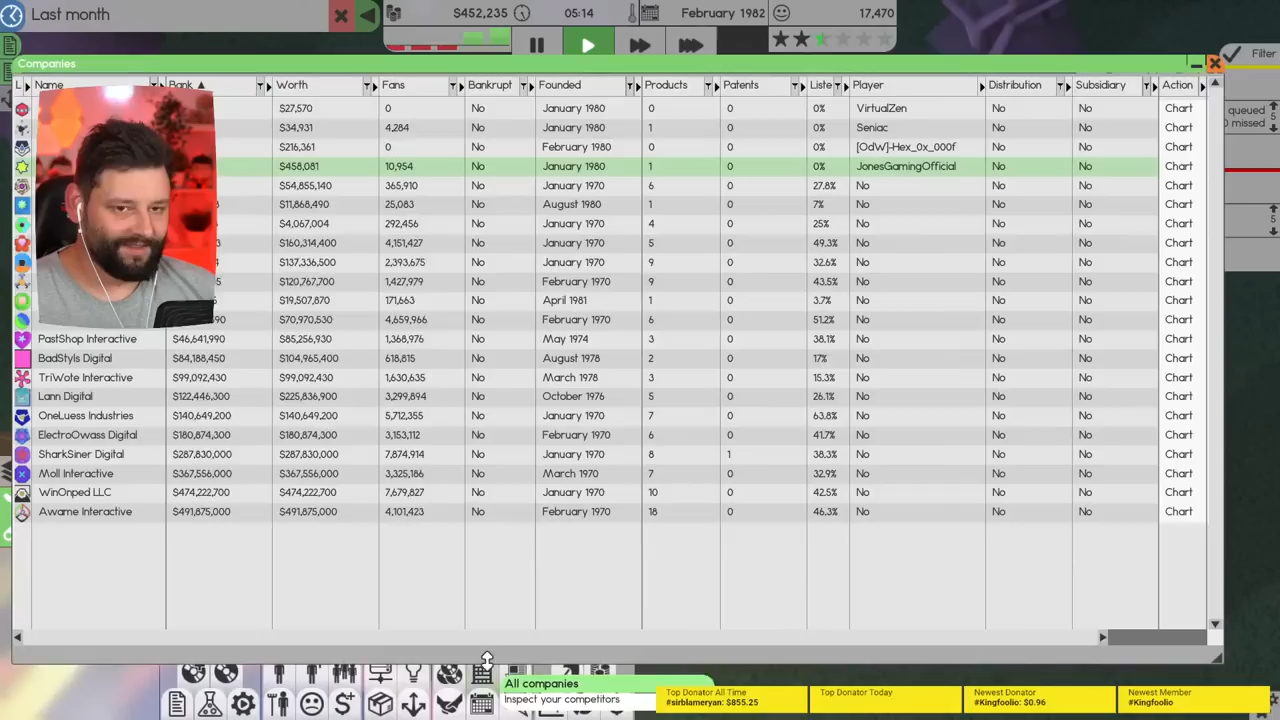 Last month
$452,235
05:14
February 1982
17,470
Filter
Companies
L Name Bank Worth Fans Bankrupt Founded Products Patents Liste Player Distribution Subsidiary Action
$27,570 0 No January 1980 0 0 0% VirtualZen No No Chart
$34,931 4,284 No January 1980 1 0 0% Seniac No No Chart
$216,361 0 No February 1980 0 0 0% [OdW]-Hex_0x_000f No No Chart
$458,081 10,954 No January 1980 1 0 0% JonesGamingOfficial No No Chart
$54,855,140 365,910 No January 1970 6 0 27.8% No No No Chart
$11,868,490 25,083 No August 1980 1 0 7% No No No Chart
$4,067,004 292,456 No January 1970 4 0 25% No No No Chart
$160,314,400 4,151,427 No January 1970 5 0 49.3% No No No Chart
$137,336,500 2,393,675 No January 1970 9 0 32.6% No No No Chart
$120,767,700 1,427,979 No February 1970 9 0 43.5% No No No Chart
$19,507,870 171,663 No April 1981 1 0 3.7% No No No Chart
$70,970,530 4,659,966 No January 1970 6 0 51.2% No No No Chart
PastShop Interactive $46,641,990 $85,256,930 1,368,976 No May 1974 3 0 38.1% No No No Chart
BadStyls Digital $84,188,450 $104,965,400 618,815 No August 1978 2 0 17% No No No Chart
TriWote Interactive $99,092,430 $99,092,430 1,630,635 No March 1978 3 0 15.3% No No No Chart
Lann Digital $122,446,300 $225,836,900 3,299,894 No October 1976 5 0 26.1% No No No Chart
OneLuess Industries $140,649,200 $140,649,200 5,712,355 No January 1970 7 0 63.8% No No No Chart
ElectroOwass Digital $180,874,300 $180,874,300 3,153,112 No February 1970 6 0 41.7% No No No Chart
SharkSiner Digital $287,830,000 $287,830,000 7,874,914 No January 1970 8 1 38.3% No No No Chart
Moll Interactive $367,556,000 $367,556,000 3,325,186 No March 1970 7 0 32.9% No No No Chart
WinOnped LLC $474,222,700 $474,222,700 7,679,827 No January 1970 10 0 42.5% No No No Chart
Awame Interactive $491,875,000 $491,875,000 4,101,423 No February 1970 18 0 46.3% No No No Chart
queued
0 missed
5
5
All companies
Inspect your competitors
Top Donator All Time
#sirblameryan: $855.25
Top Donator Today
Newest Donator
#Kingfoolio: $0.96
Newest Member
#Kingfoolio